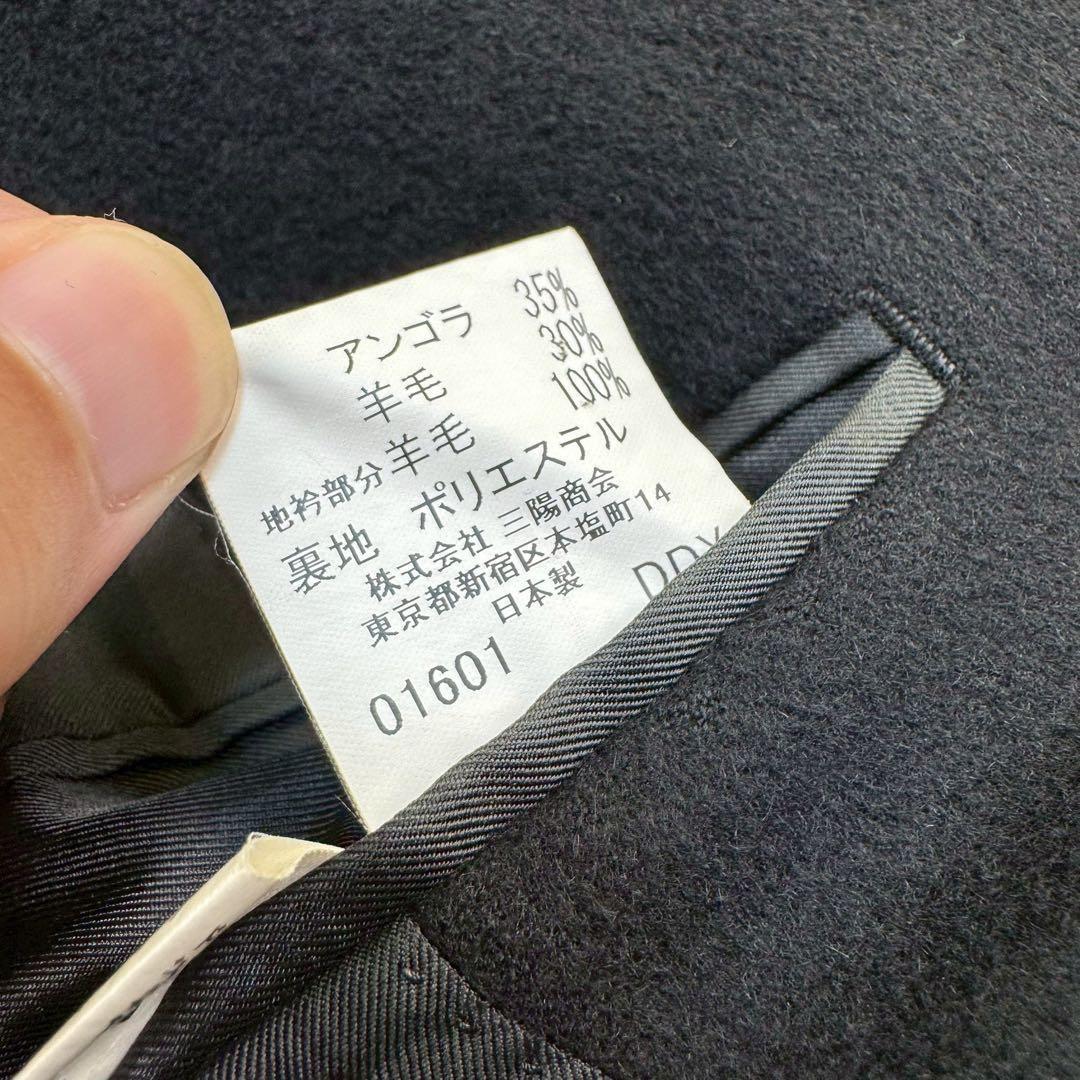 アンゴラ 35%
羊毛 30%
地衿部分 羊毛 100%
裏地 ポリエステル
株式会社 三陽商会
東京都新宿区本塩町14
日本製
01601